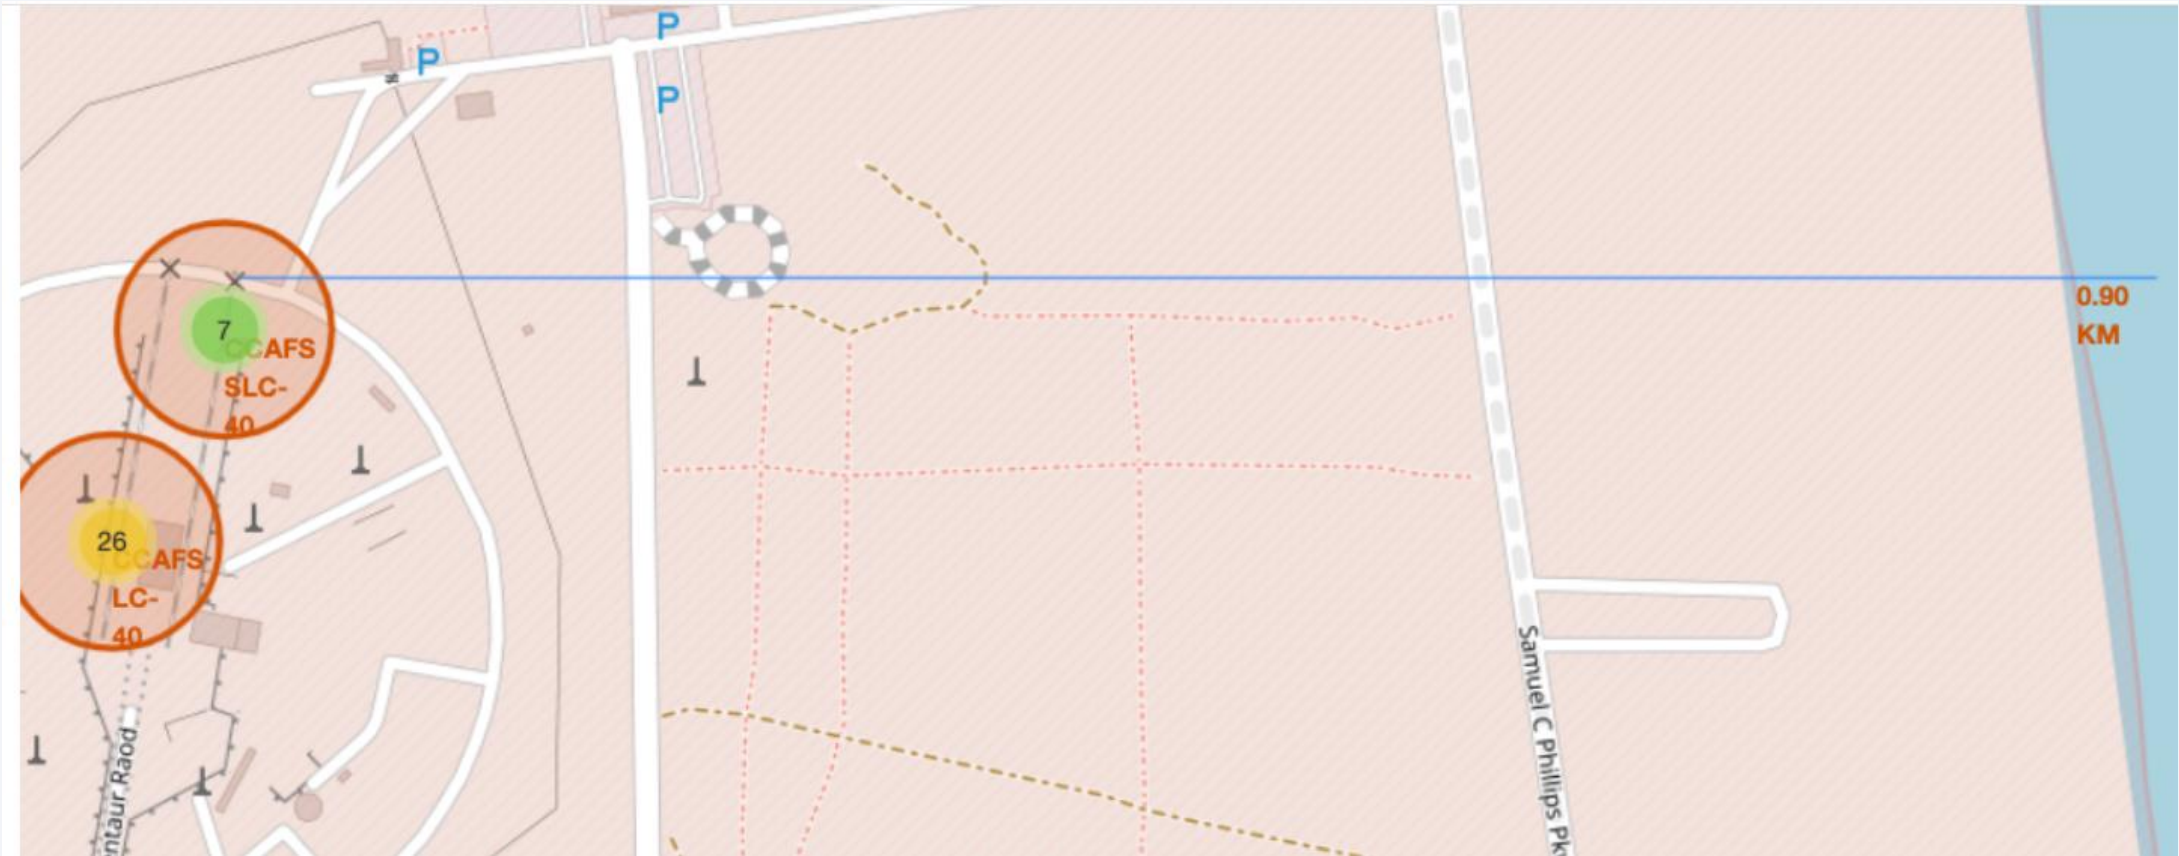 P
P
P
0.90
KM
7
CCAFS
SLC-
40
26
CCAFS
LC-
40
Samuel C Phillips Pk
ntaur Raod